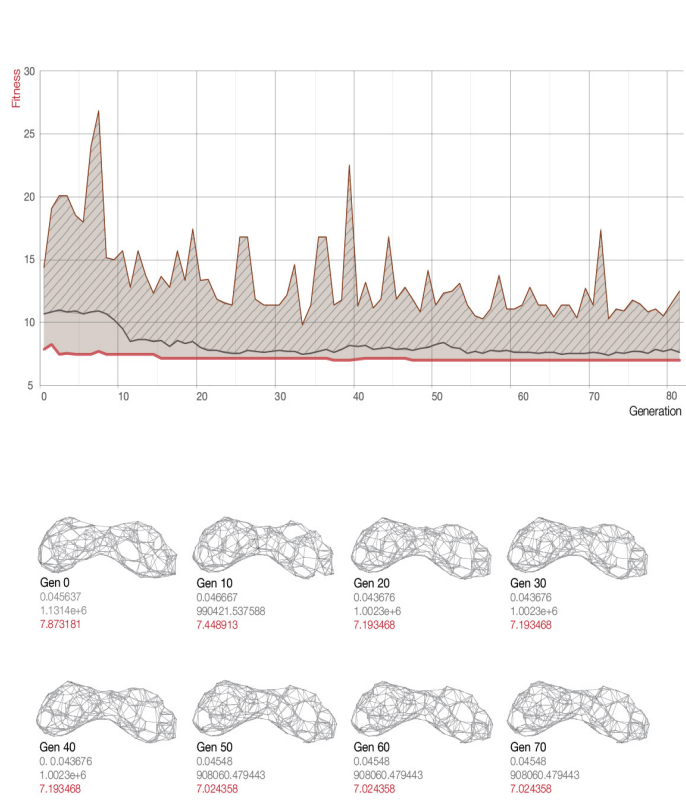 Fitness
30
25
20
15
10
5
0 10 20 30 40 50 60 70 80
Generation
Gen 0
0.045637
1.1314e+6
7.873181
Gen 10
0.046667
990421.537588
7.448913
Gen 20
0.043676
1.0023e+6
7.193468
Gen 30
0.043676
1.0023e+6
7.193468
Gen 40
0. 0.043676
1.0023e+6
7.193468
Gen 50
0.04548
908060.479443
7.024358
Gen 60
0.04548
908060.479443
7.024358
Gen 70
0.04548
908060.479443
7.024358